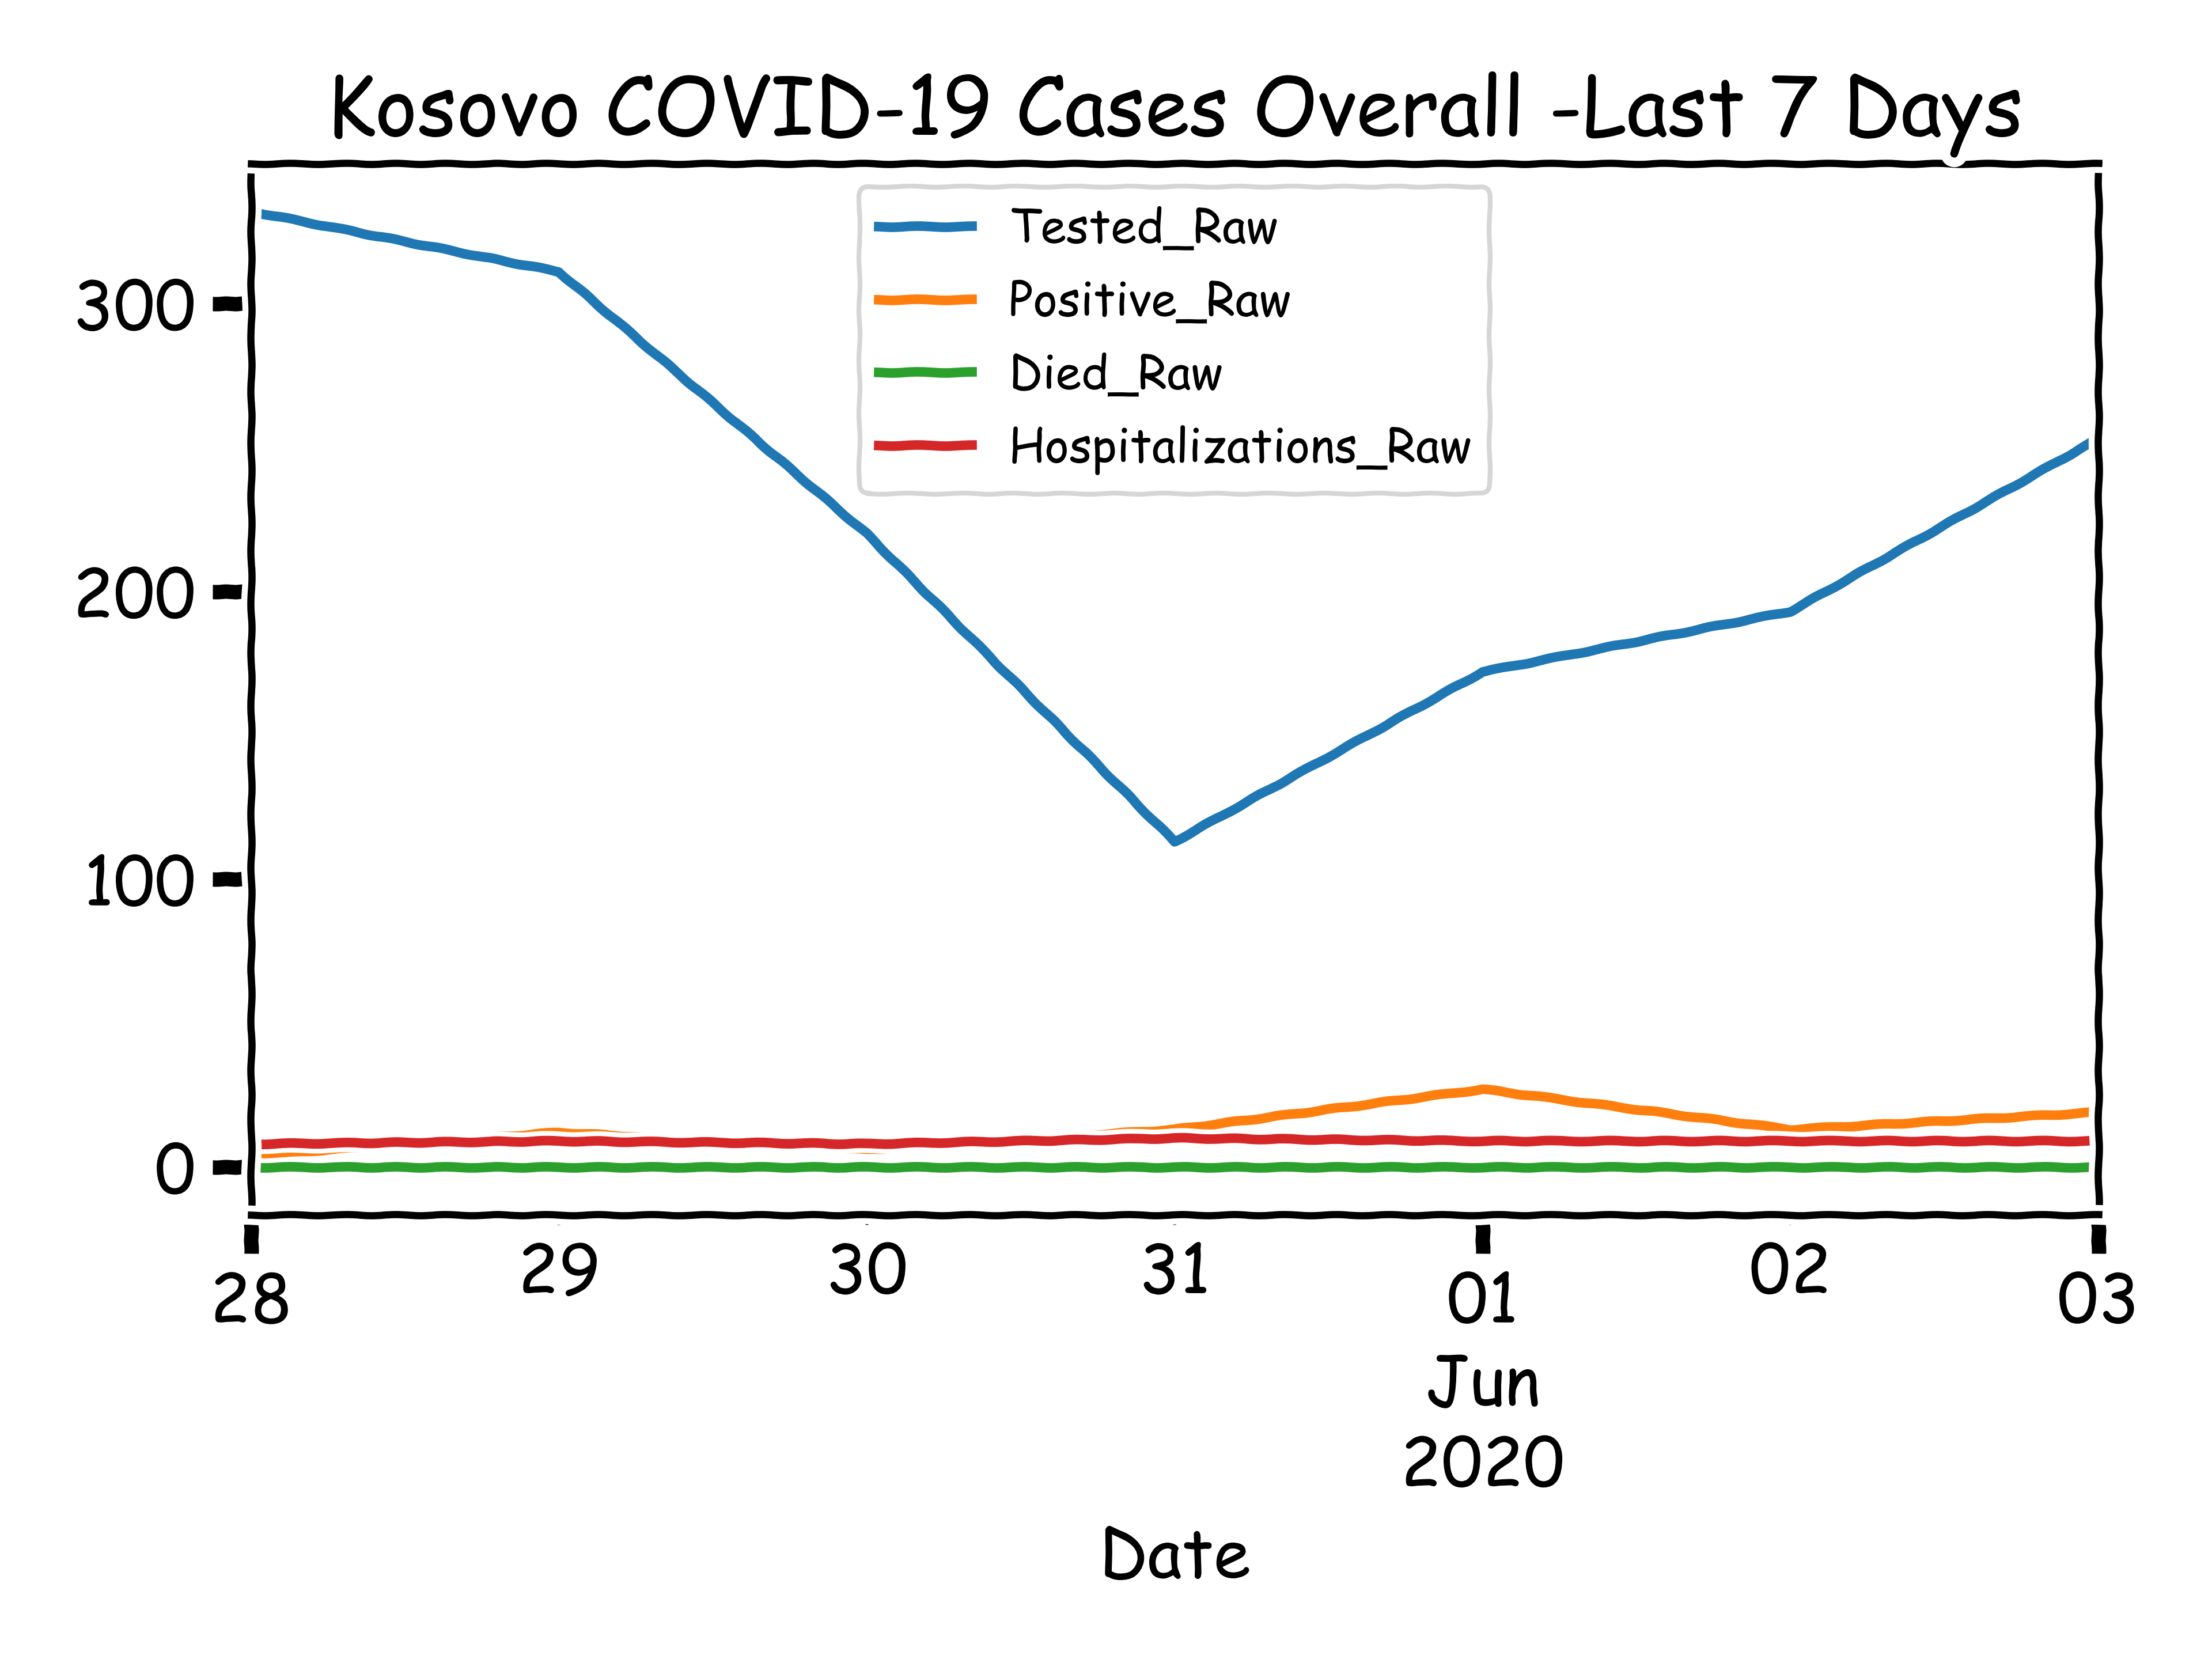 Kosovo COVID-19 Cases Overall -Last 7 Days
Tested_Raw
Positive_Raw
Died_Raw
Hospitalizations_Raw
300
200
100
0
28 29 30 31 01 02 03
Jun
2020
Date